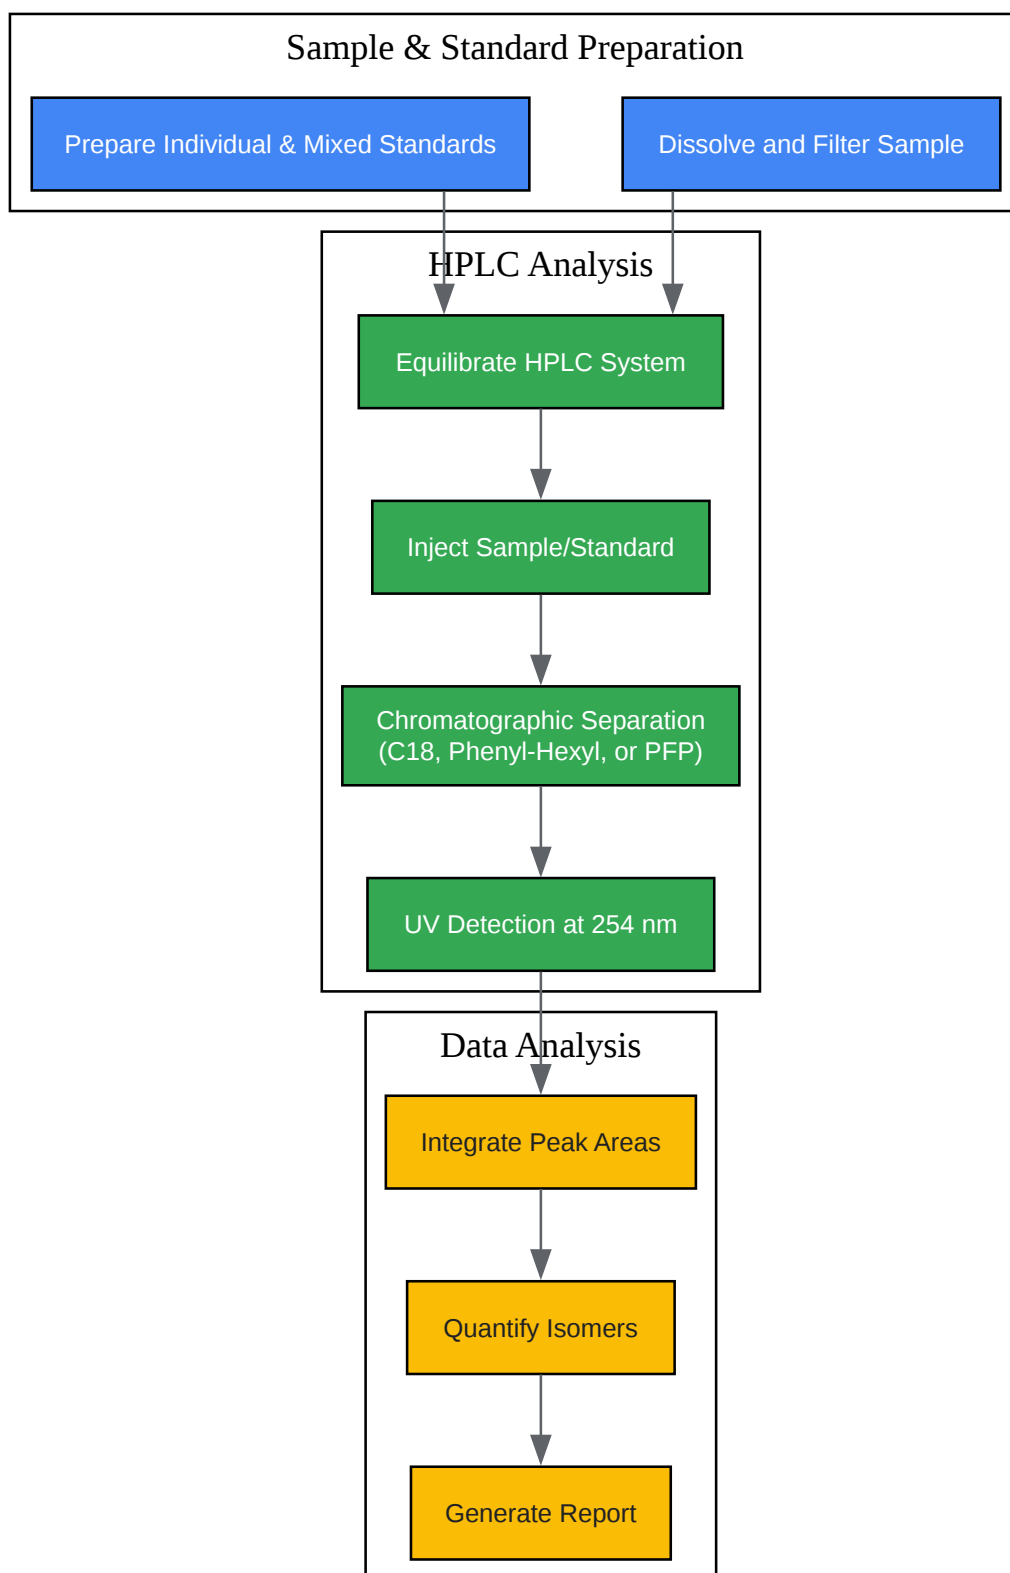 Sample & Standard Preparation
Prepare Individual & Mixed Standards
Dissolve and Filter Sample
HPLC Analysis
Equilibrate HPLC System
Inject Sample/Standard
Chromatographic Separation
(C18, Phenyl-Hexyl, or PFP)
UV Detection at 254 nm
Data Analysis
Integrate Peak Areas
Quantify Isomers
Generate Report